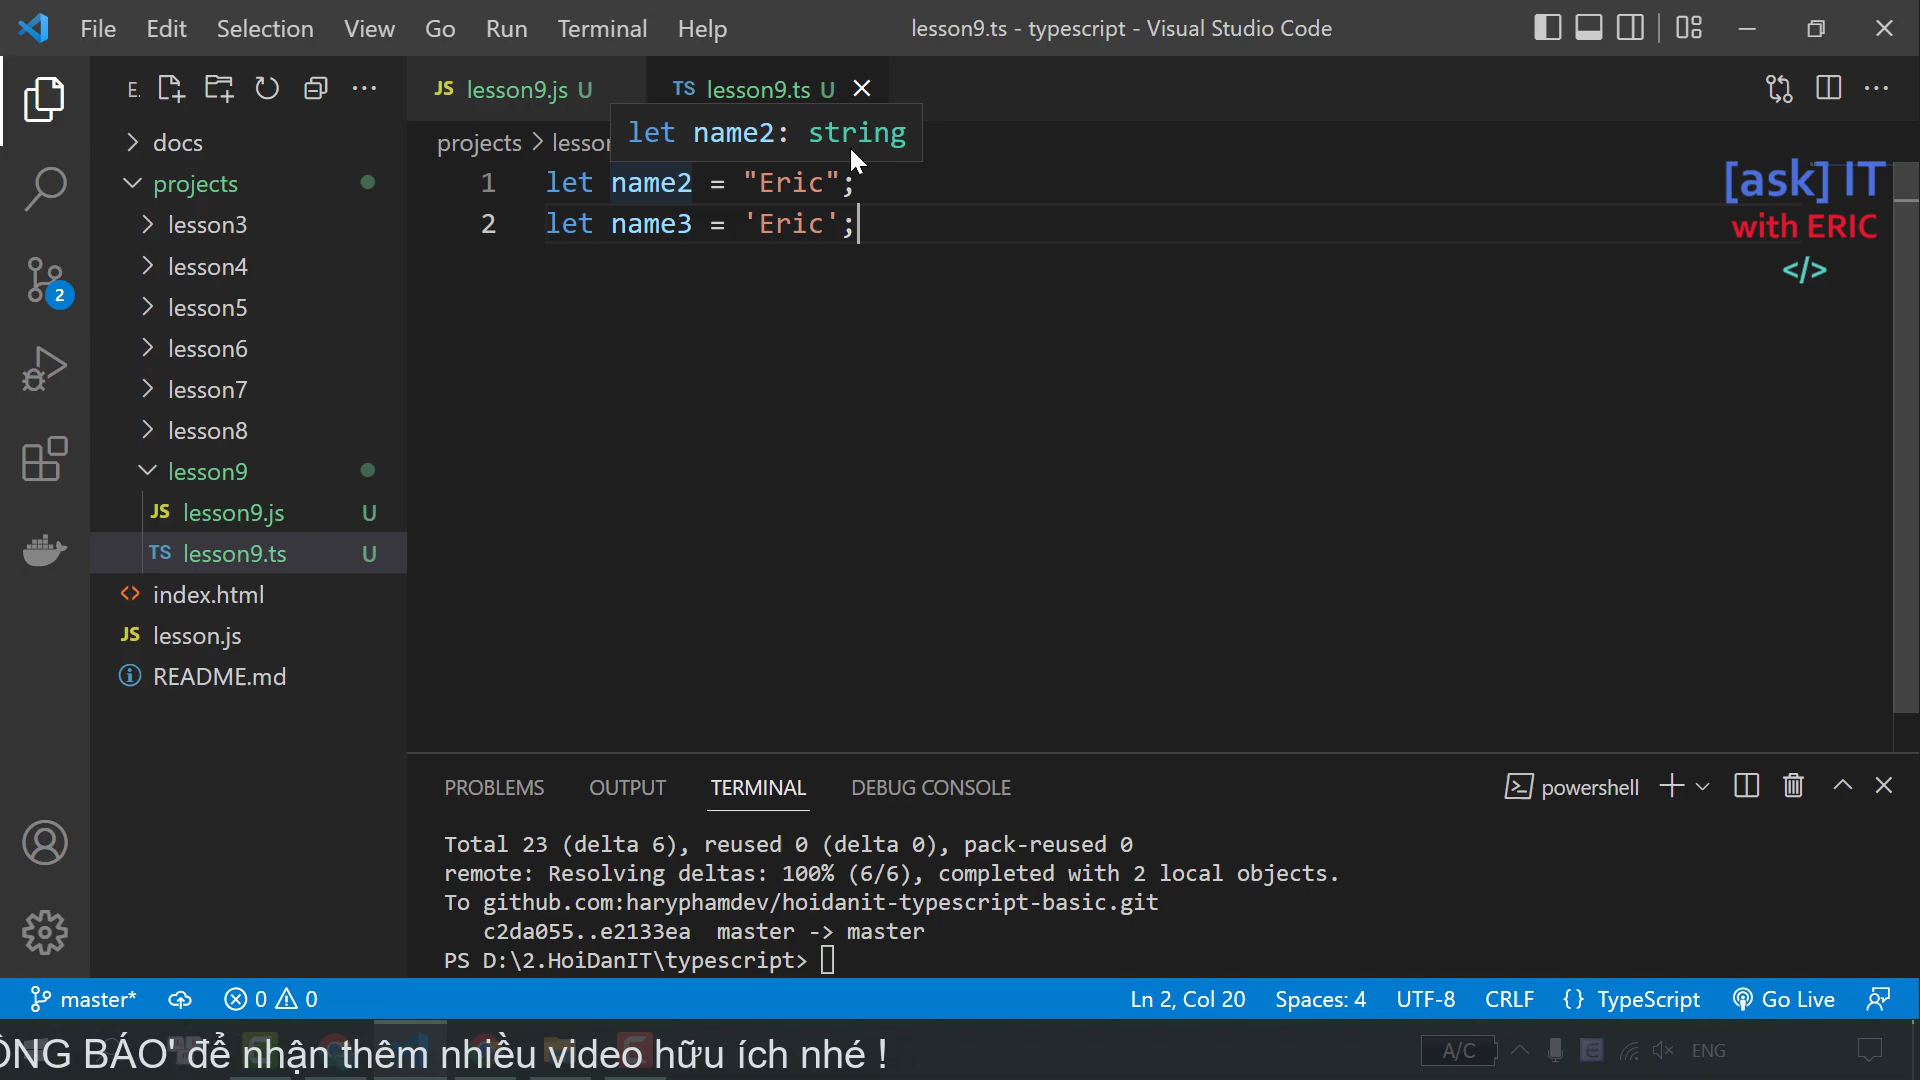 File Edit Selection View Go Run Terminal Help
lesson9.ts - typescript - Visual Studio Code
E.
JS lesson9.js U
TS lesson9.ts U
docs
projects
lesson3
lesson4
lesson5
lesson6
lesson7
lesson8
lesson9
JS lesson9.js U
TS lesson9.ts U
index.html
JS lesson.js
README.md
2
projects >
let name2: string
1 let name2 = "Eric";
2 let name3 = 'Eric';
[ask] IT
with ERIC
</>
PROBLEMS OUTPUT TERMINAL DEBUG CONSOLE
powershell
Total 23 (delta 6), reused 0 (delta 0), pack-reused 0
remote: Resolving deltas: 100% (6/6), completed with 2 local objects.
To github.com:haryphamdev/hoidanit-typescript-basic.git
c2da055..e2133ea master -> master
PS D:\2.HoiDanIT\typescript>
master* 0 0
Ln 2, Col 20 Spaces: 4 UTF-8 CRLF {} TypeScript Go Live
BÁO' để nhận thêm nhiều video hữu ích nhé !
A/C ENG